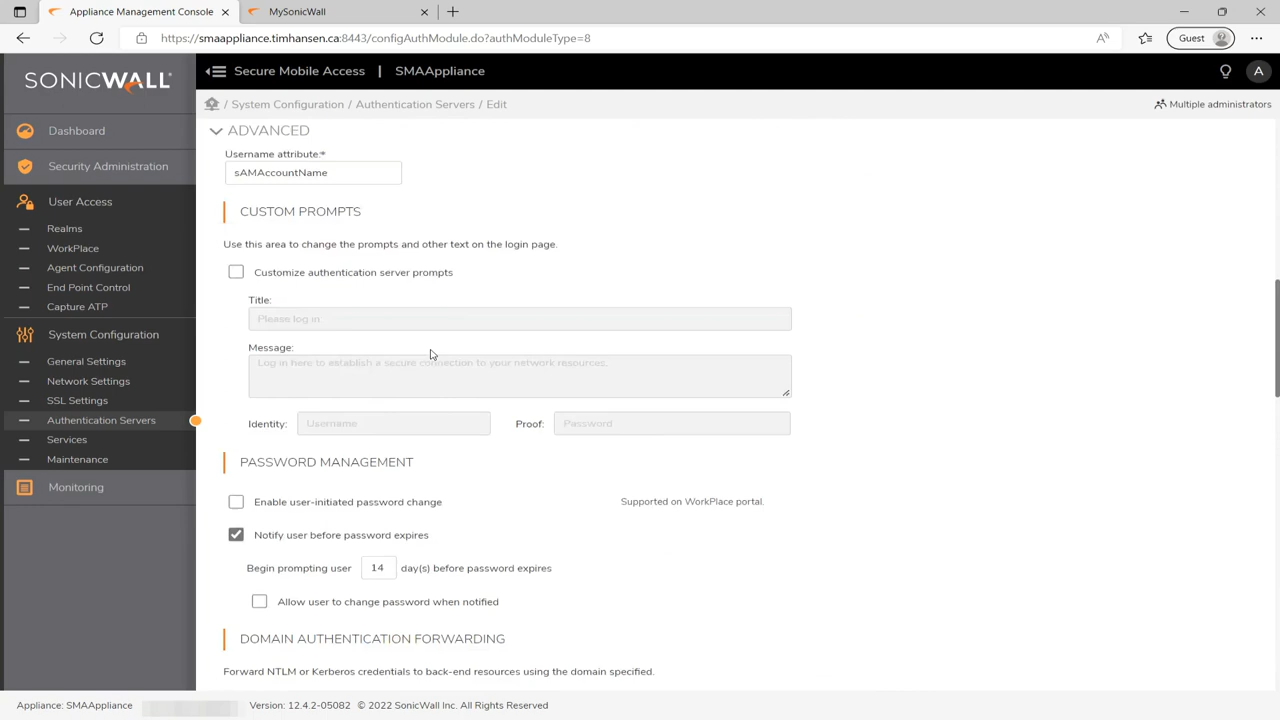 Appliance Management Console
MySonicWall
https://smaappliance.timhansen.ca:8443/configAuthModule.do?authModuleType=8
Guest
SONICWALL
Secure Mobile Access | SMAAppliance
A
/ System Configuration / Authentication Servers / Edit
Multiple administrators
Dashboard
Security Administration
User Access
Realms
WorkPlace
Agent Configuration
End Point Control
Capture ATP
System Configuration
General Settings
Network Settings
SSL Settings
Authentication Servers
Services
Maintenance
Monitoring
ADVANCED
Username attribute:*
sAMAccountName
CUSTOM PROMPTS
Use this area to change the prompts and other text on the login page.
Customize authentication server prompts
Title:
Please log in
Message:
Log in here to establish a secure connection to your network resources.
Identity: Username Proof: Password
PASSWORD MANAGEMENT
Enable user-initiated password change Supported on WorkPlace portal.
Notify user before password expires
Begin prompting user 14 day(s) before password expires
Allow user to change password when notified
DOMAIN AUTHENTICATION FORWARDING
Forward NTLM or Kerberos credentials to back-end resources using the domain specified.
Appliance: SMAAppliance Version: 12.4.2-05082 © 2022 SonicWall Inc. All Rights Reserved